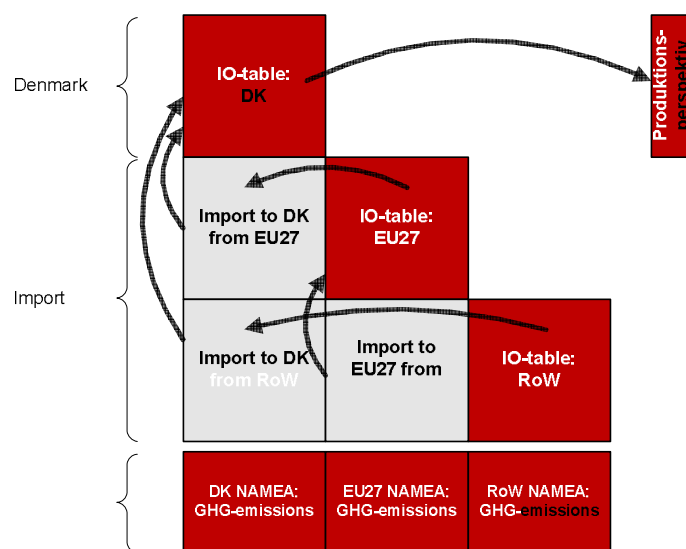 Denmark
IO-table:
DK
Produktions-
perspektiv
Import
Import to DK
from EU27
IO-table:
EU27
Import to DK
from RoW
Import to
EU27 from
IO-table:
RoW
DK NAMEA:
GHG-emissions
EU27 NAMEA:
GHG-emissions
RoW NAMEA:
GHG-emissions